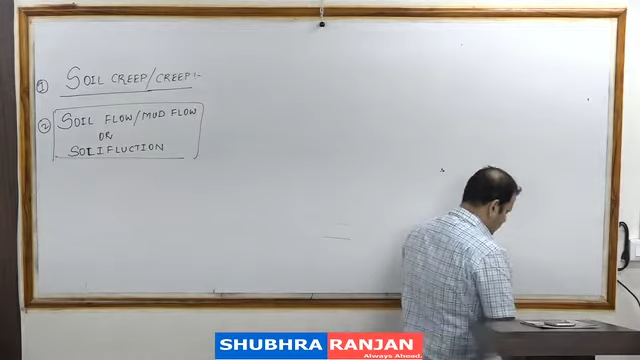 ① SOIL CREEP/CREEP:-
② SOIL FLOW/MUD FLOW
OR
SOLIFLUCTION
SHUBHRA RANJAN
Always Ahead.